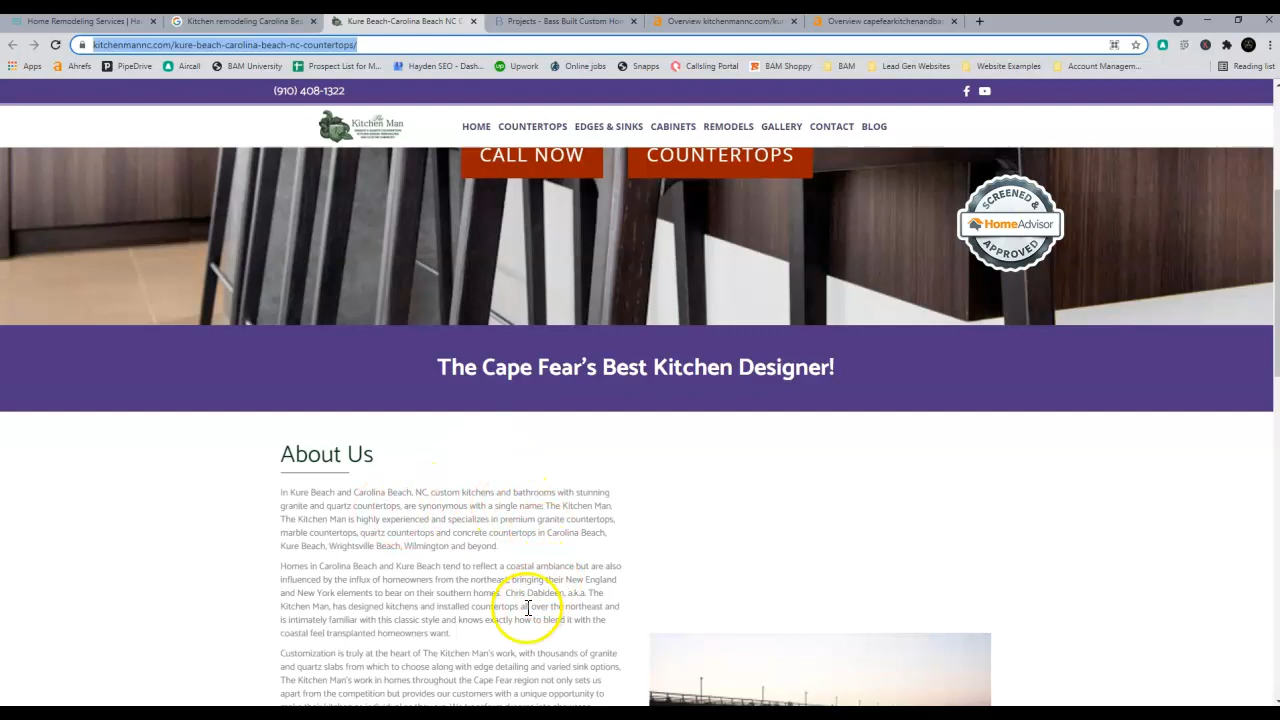 Home Remodeling Services | Ha
Kitchen remodeling Carolina Bea
Kure Beach-Carolina Beach NC C
Projects - Bass Built Custom Hom
Overview kitchenmannc.com/kur
Overview capefearkitchenandba
kitchenmannc.com/kure-beach-carolina-beach-nc-countertops/
Apps Ahrefs PipeDrive Aircall BAM University Prospect List for M... Hayden SEO - Dash... Upwork Online jobs Snapps Callsling Portal BAM Shoppy BAM Lead Gen Websites Website Examples Account Managem... Reading list
(910) 408-1322
The Kitchen Man
HOME COUNTERTOPS EDGES & SINKS CABINETS REMODELS GALLERY CONTACT BLOG
CALL NOW COUNTERTOPS
SCREENED &
HomeAdvisor
APPROVED
The Cape Fear's Best Kitchen Designer!
About Us
In Kure Beach and Carolina Beach, NC, custom kitchens and bathrooms with stunning
granite and quartz countertops, are synonymous with a single name; The Kitchen Man.
The Kitchen Man is highly experienced and specializes in premium granite countertops,
marble countertops, quartz countertops and concrete countertops in Carolina Beach,
Kure Beach, Wrightsville Beach, Wilmington and beyond.
Homes in Carolina Beach and Kure Beach tend to reflect a coastal ambiance but are also
influenced by the influx of homeowners from the northeast, bringing their New England
and New York elements to bear on their southern homes. Chris Dabideen, a.k.a. The
Kitchen Man, has designed kitchens and installed countertops all over the northeast and
is intimately familiar with this classic style and knows exactly how to blend it with the
coastal feel transplanted homeowners want.
Customization is truly at the heart of The Kitchen Man's work, with thousands of granite
and quartz slabs from which to choose along with edge detailing and varied sink options,
The Kitchen Man's work in homes throughout the Cape Fear region not only sets us
apart from the competition but provides our customers with a unique opportunity to